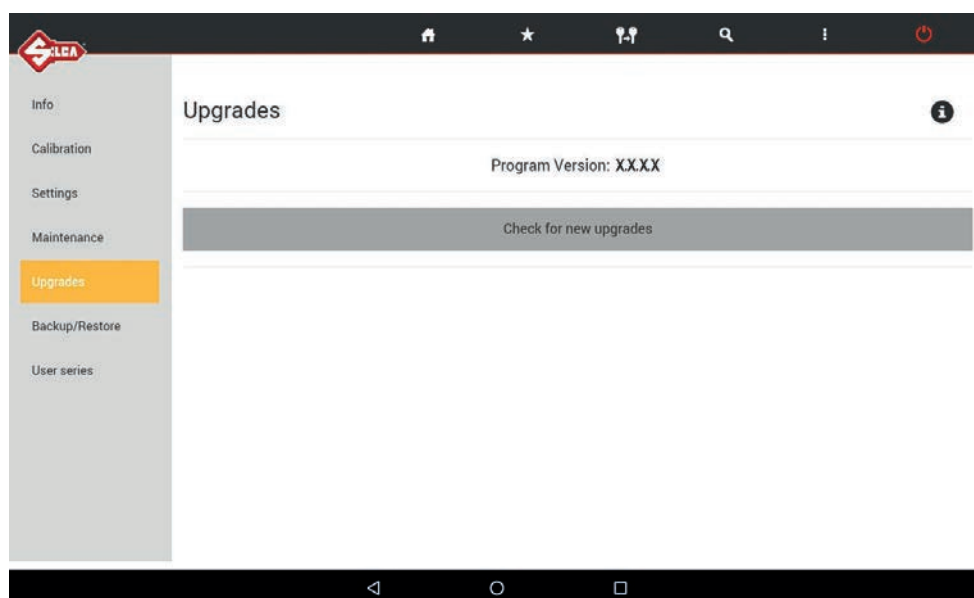 SILCA
Info
Calibration
Settings
Maintenance
Upgrades
Backup/Restore
User series
Upgrades
Program Version: X.X.X.X
Check for new upgrades